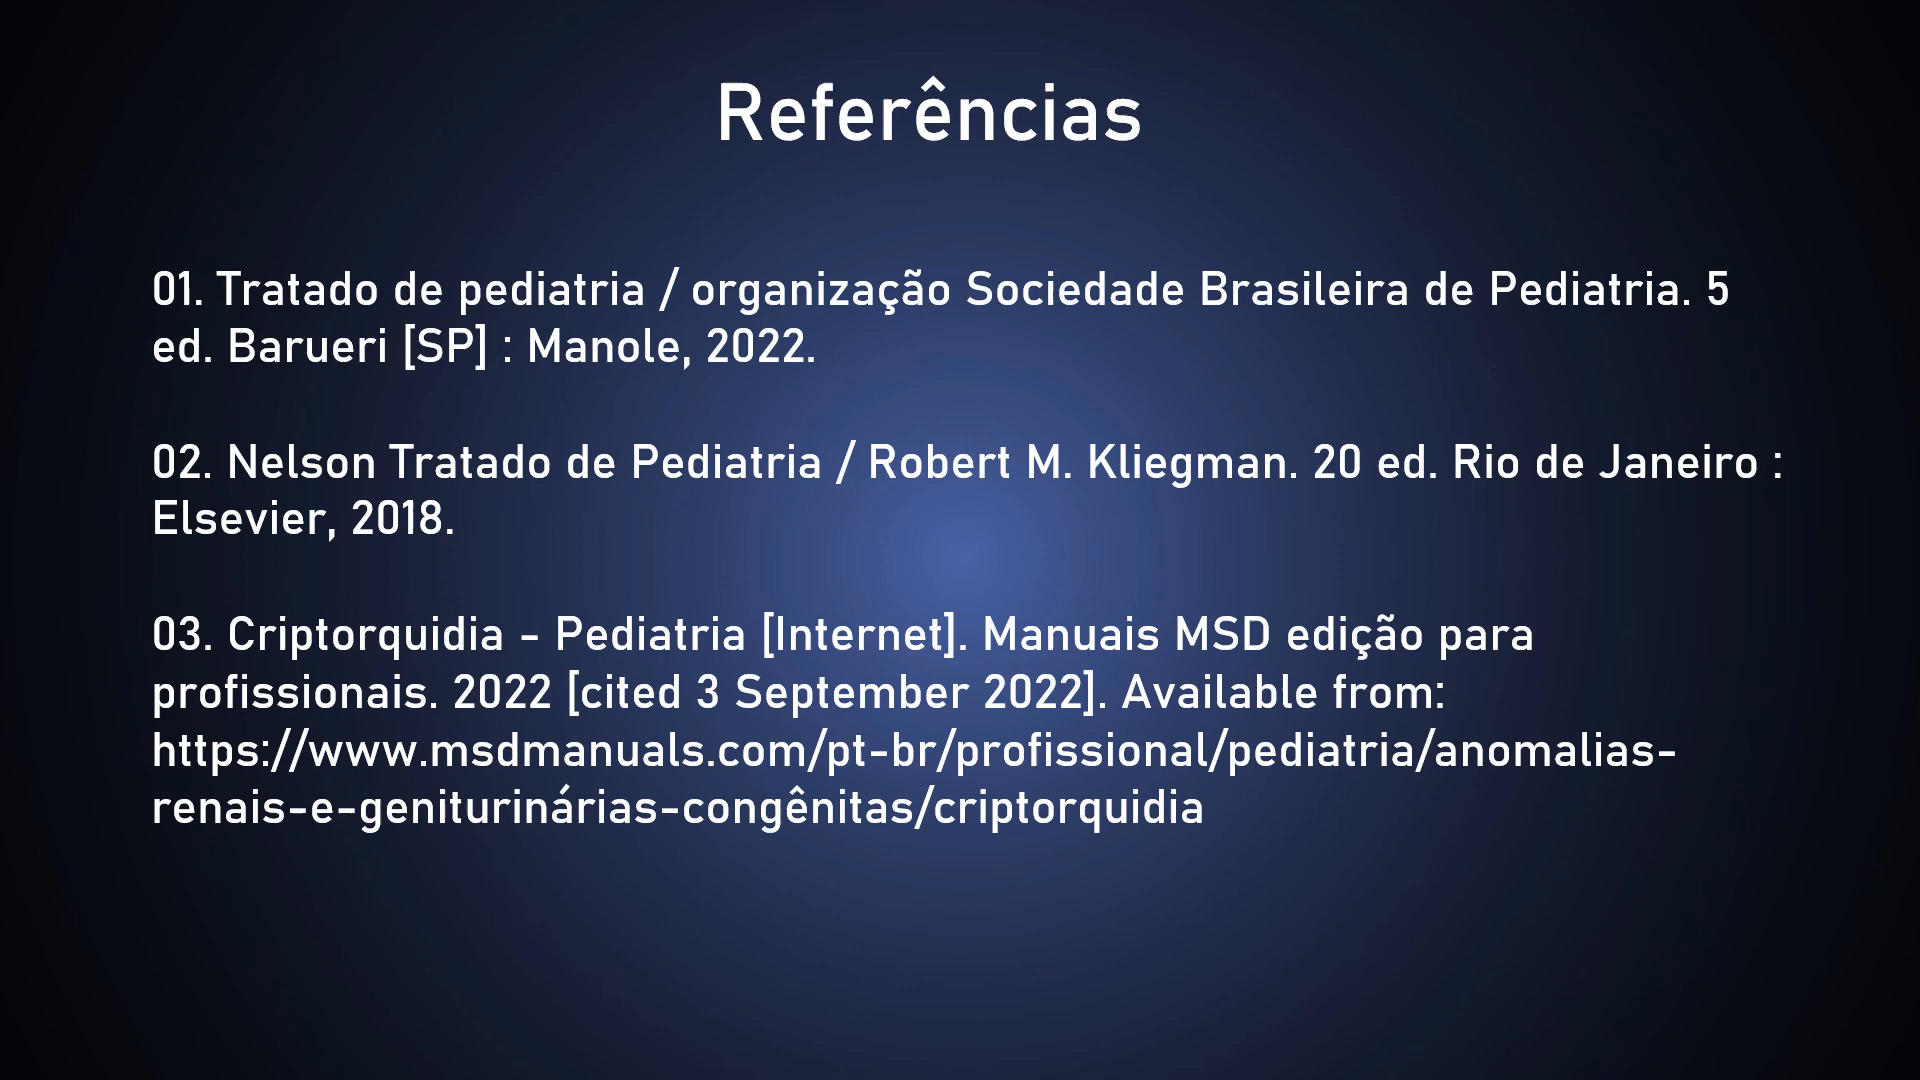 Referências
01. Tratado de pediatria / organização Sociedade Brasileira de Pediatria. 5
ed. Barueri [SP] : Manole, 2022.
02. Nelson Tratado de Pediatria / Robert M. Kliegman. 20 ed. Rio de Janeiro :
Elsevier, 2018.
03. Criptorquidia - Pediatria [Internet]. Manuais MSD edição para
profissionais. 2022 [cited 3 September 2022]. Available from:
https://www.msdmanuals.com/pt-br/profissional/pediatria/anomalias-
renais-e-geniturinárias-congênitas/criptorquidia